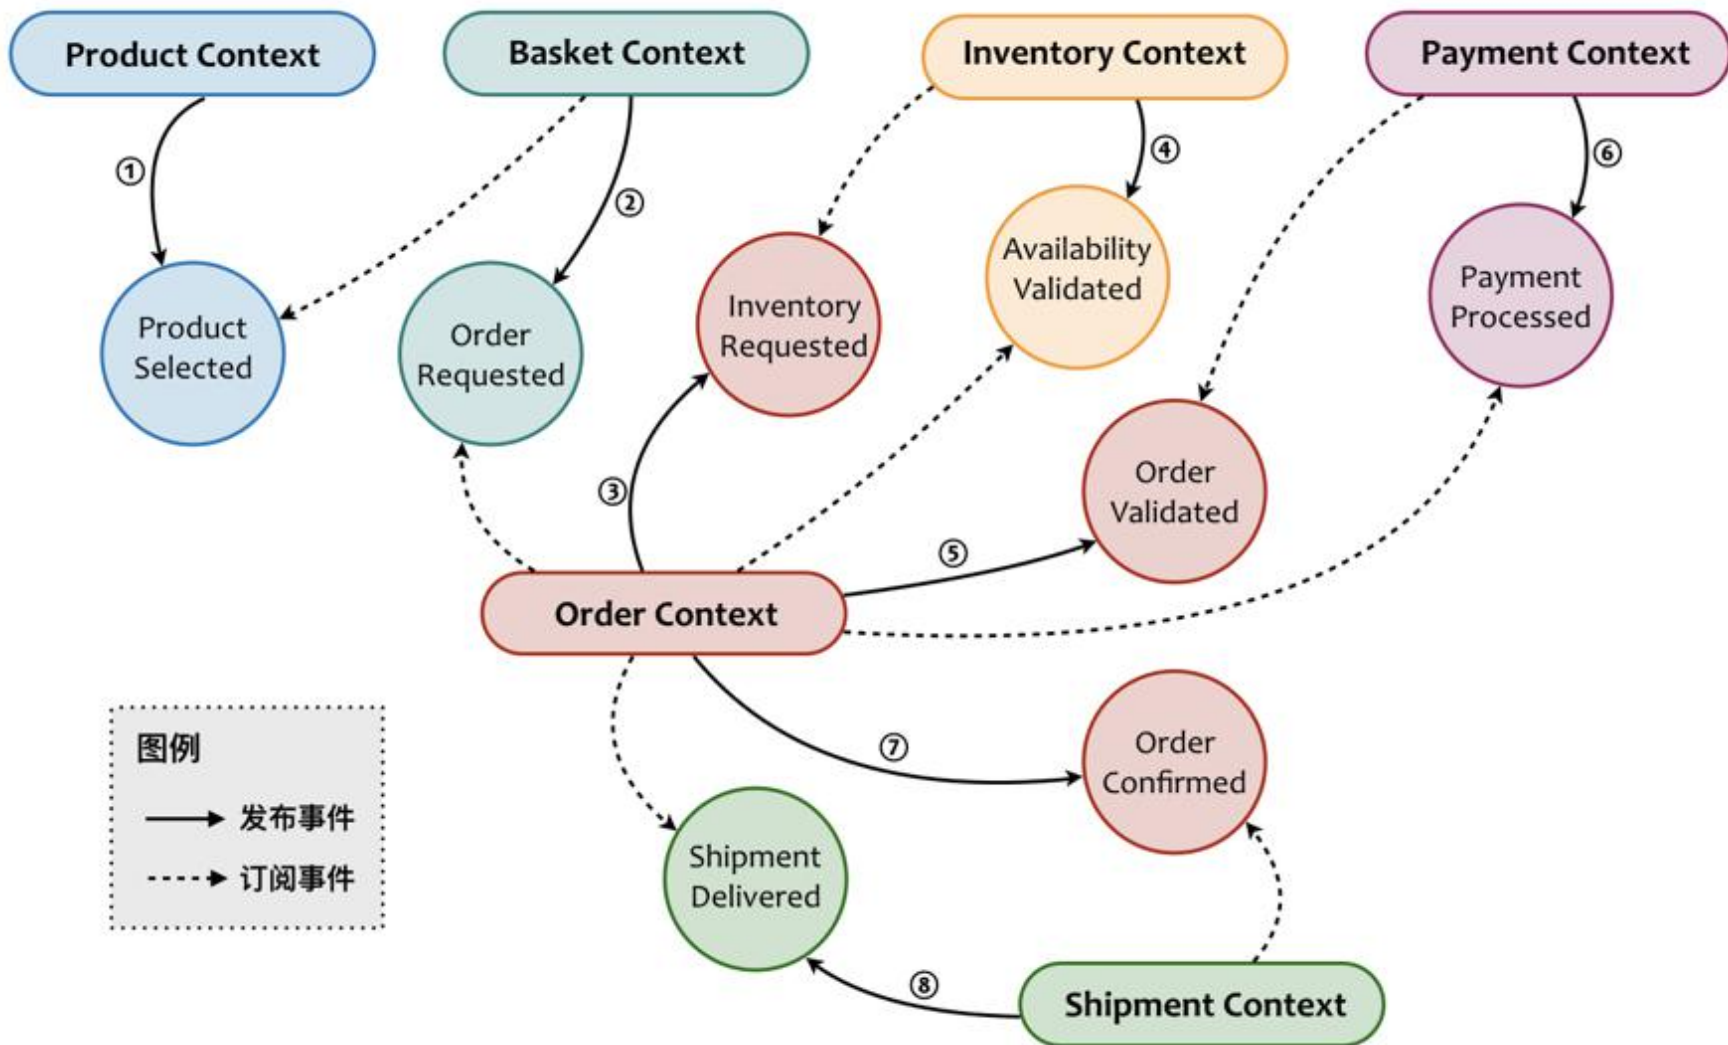 Product Context
Basket Context
Inventory Context
Payment Context
①
②
④
⑥
Product
Selected
Order
Requested
Inventory
Requested
Availability
Validated
Payment
Processed
③
⑤
Order
Validated
Order Context
⑦
Order
Confirmed
图例
发布事件
订阅事件
Shipment
Delivered
⑧
Shipment Context